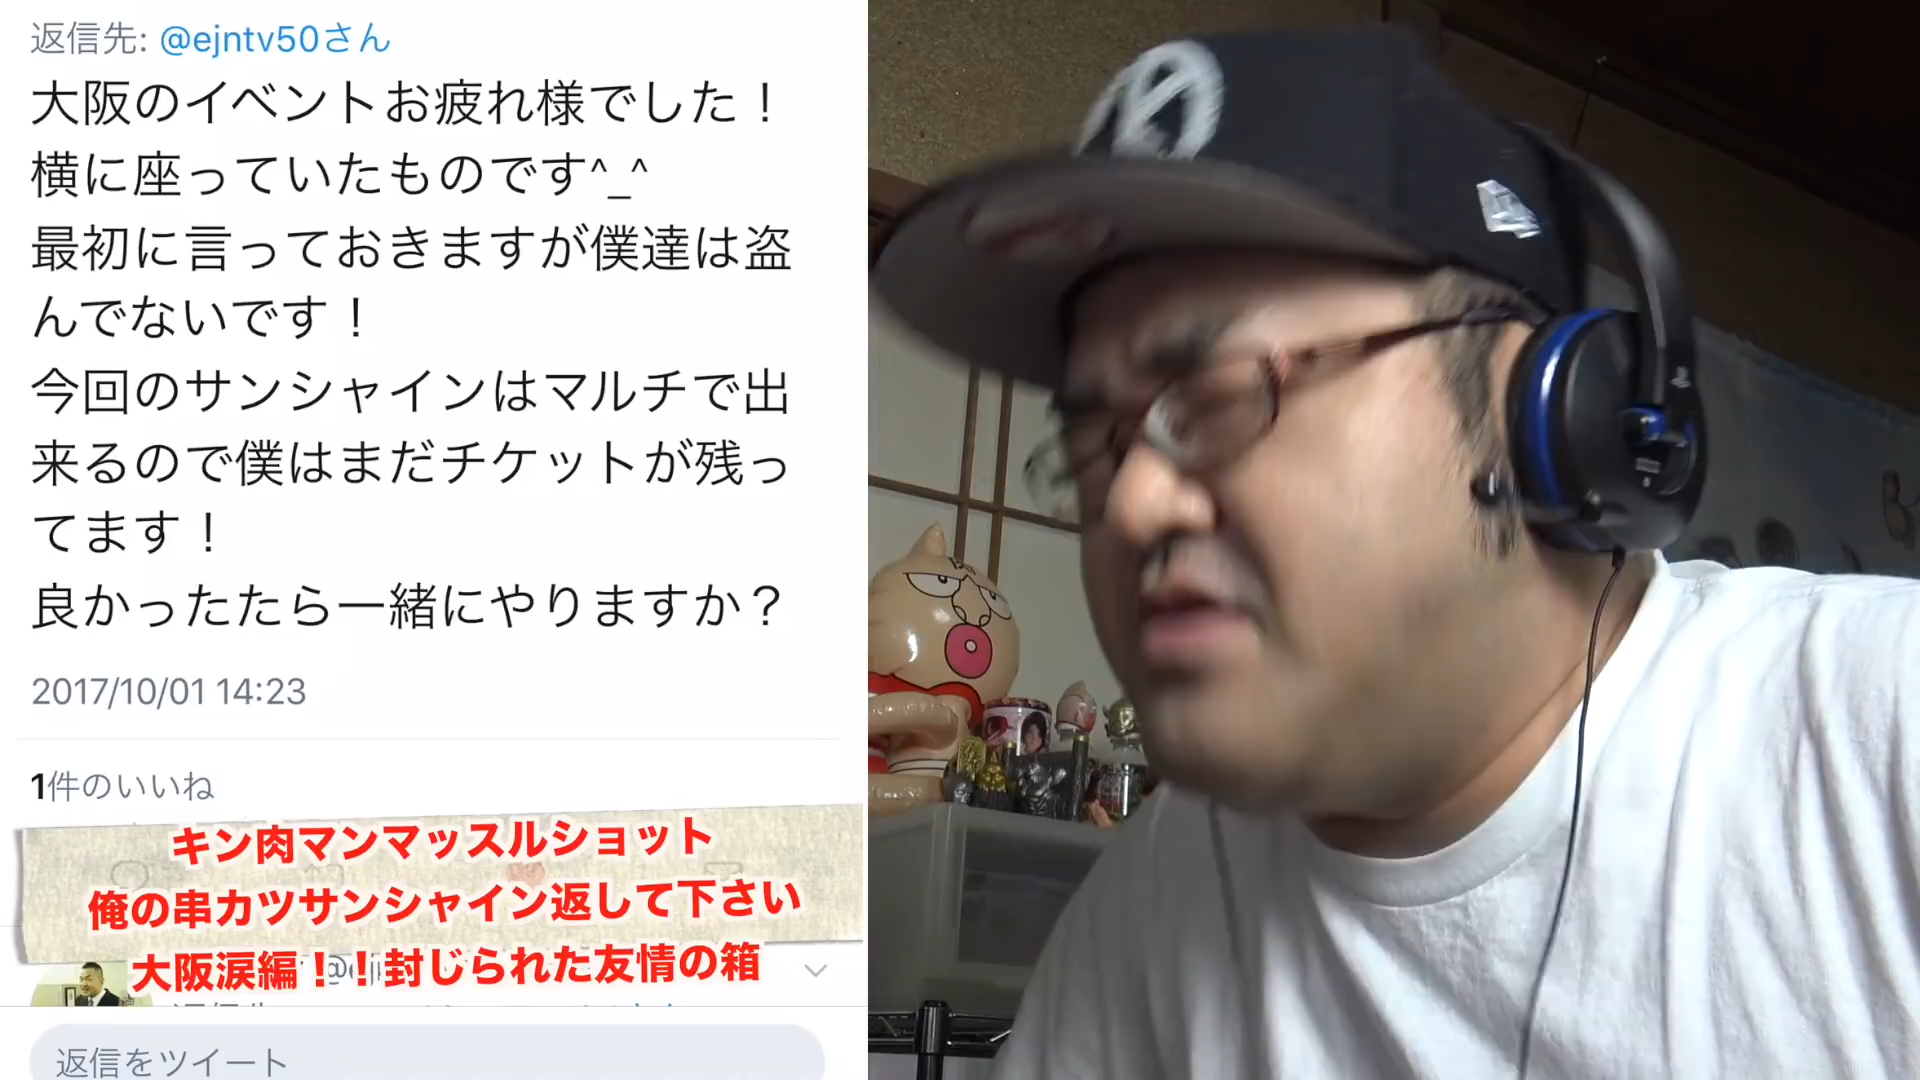 返信先: @ejntv50さん
大阪のイベントお疲れ様でした！
横に座っていたものです^_^
最初に言っておきますが僕達は盗
んでないです！
今回のサンシャインはマルチで出
来るので僕はまだチケットが残っ
てます！
良かったたら一緒にやりますか？
2017/10/01 14:23
1件のいいね
キン肉マンマッスルショット
俺の串カツサンシャイン返して下さい
大阪涙編！！封じられた友情の箱
返信をツイート